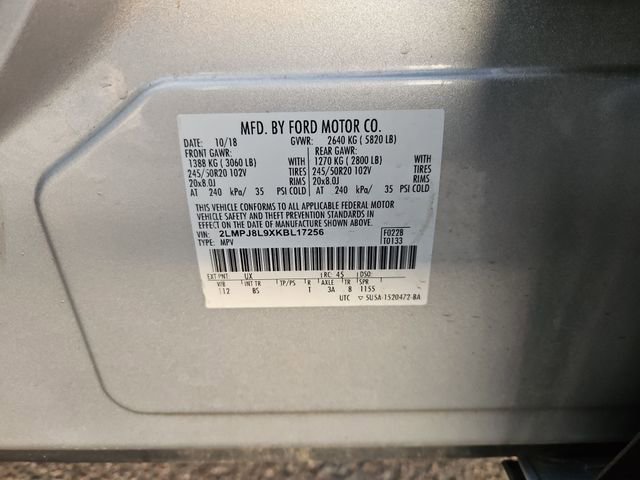 MFD. BY FORD MOTOR CO.
DATE: 10/18 GVWR: 2640 KG ( 5820 LB)
FRONT GAWR: REAR GAWR:
1388 KG ( 3060 LB) WITH 1270 KG ( 2800 LB) WITH
245/50R20 102V TIRES 245/50R20 102V TIRES
20x8.0J RIMS 20x8.0J RIMS
AT 240 kPa/ 35 PSI COLD AT 240 kPa/ 35 PSI COLD
THIS VEHICLE CONFORMS TO ALL APPLICABLE FEDERAL MOTOR
VEHICLE SAFETY AND THEFT PREVENTION STANDARDS IN
EFFECT ON THE DATE OF MANUFACTURE SHOWN ABOVE.
VIN: 2LMPJ8L9XKBL17256 F0228
TYPE: MPV T0133
EXT PNT: UX RC: 45 DSO:
WB INT TR TP/PS R AXLE TR SPR
112 BS I 3A 8 1155
UTC ▽ 5USA-1520472-BA